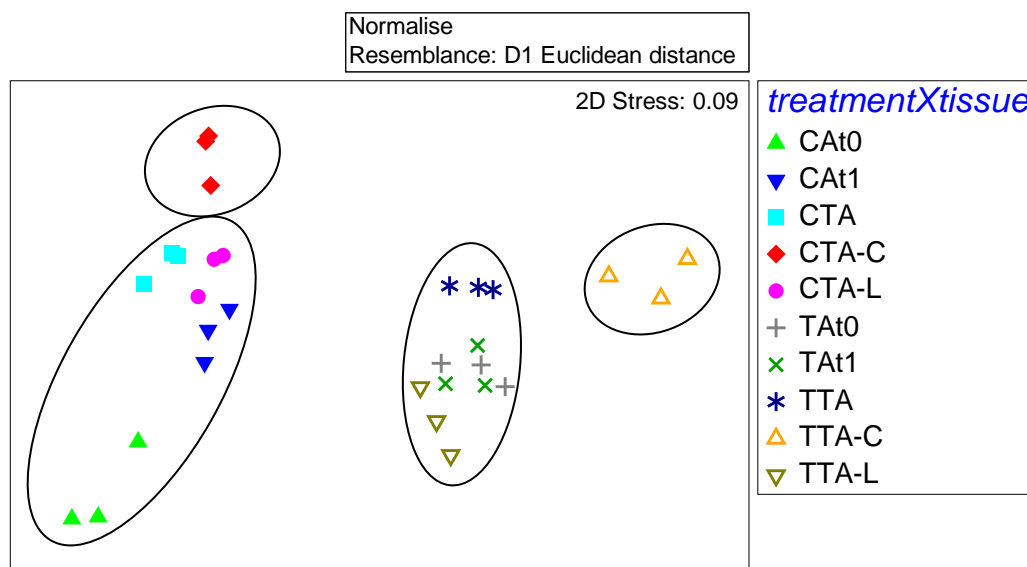 Normalise
Resemblance: D1 Euclidean distance
2D Stress: 0.09
treatmentXtissue
CAt0
CAt1
CTA
CTA-C
CTA-L
TAt0
TAt1
TTA
TTA-C
TTA-L